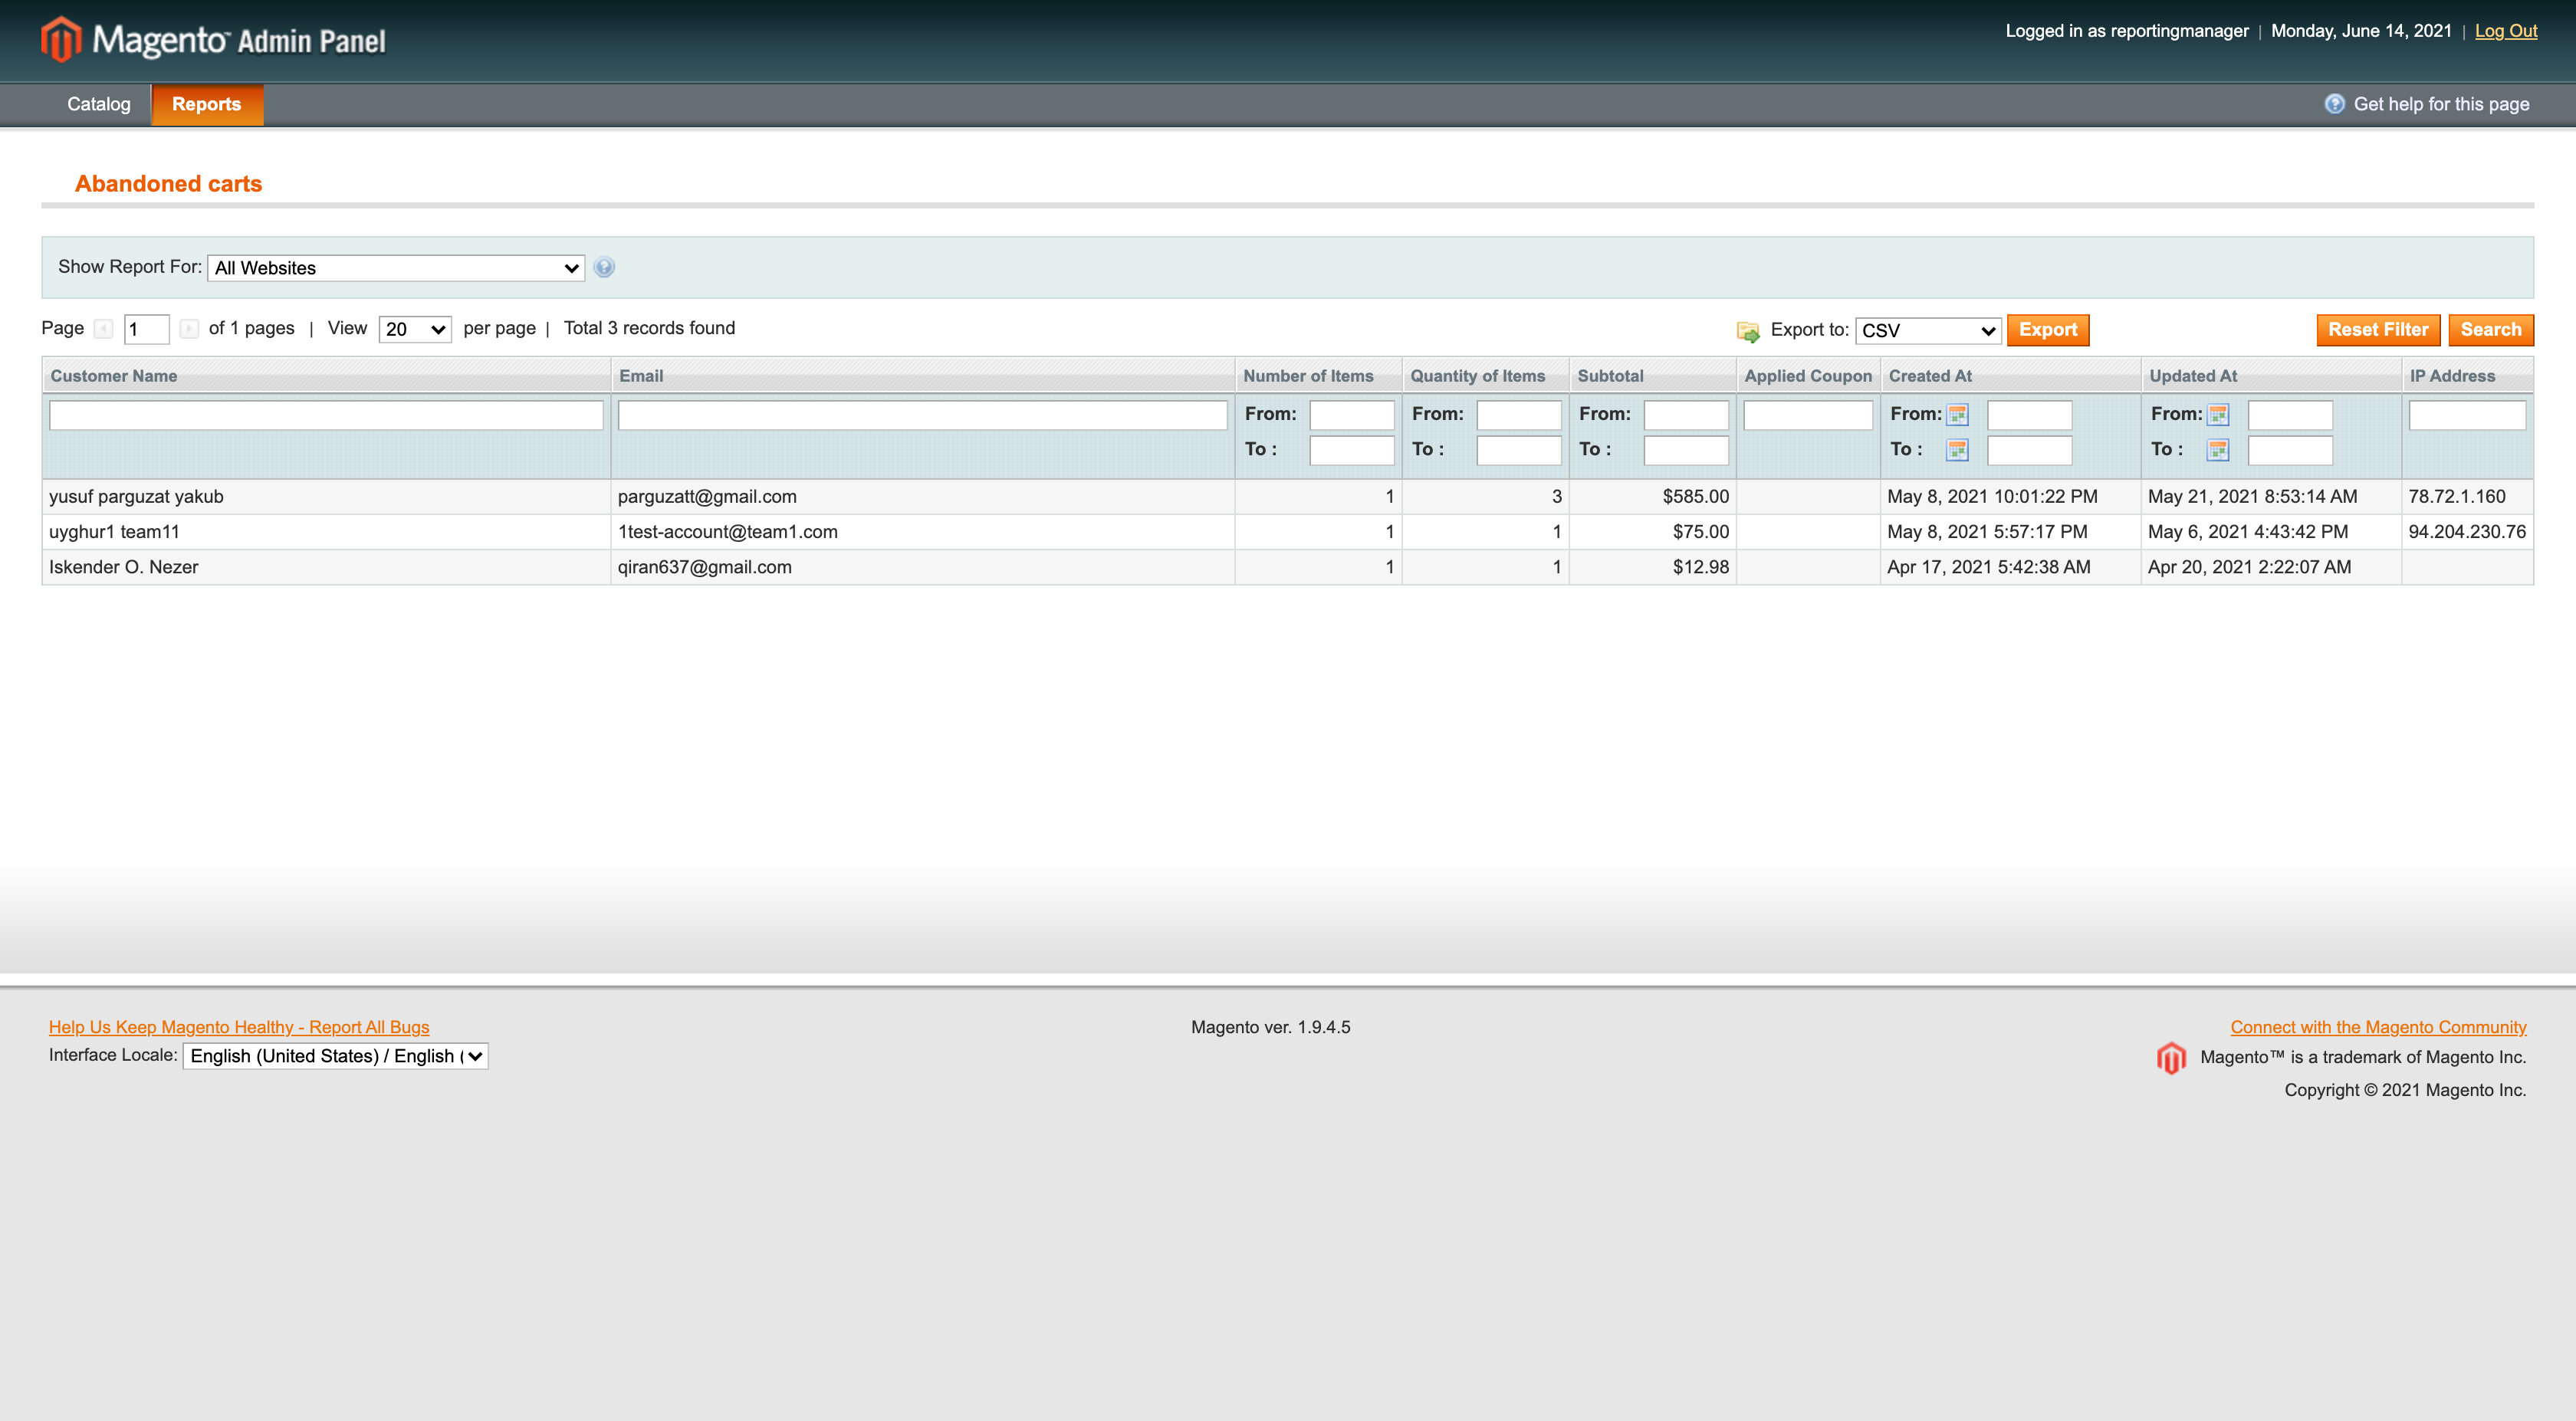 Magento™ Admin Panel
Logged in as reportingmanager | Monday, June 14, 2021 | Log Out
Catalog Reports Get help for this page
Abandoned carts
Show Report For: All Websites
Page 1 of 1 pages | View 20 per page | Total 3 records found Export to: CSV Export Reset Filter Search
Customer Name Email Number of Items Quantity of Items Subtotal Applied Coupon Created At Updated At IP Address
From: From: From: From: From:
To : To : To : To : To :
yusuf parguzat yakub parguzatt@gmail.com 1 3 $585.00 May 8, 2021 10:01:22 PM May 21, 2021 8:53:14 AM 78.72.1.160
uyghur1 team11 1test-account@team1.com 1 1 $75.00 May 8, 2021 5:57:17 PM May 6, 2021 4:43:42 PM 94.204.230.76
Iskender O. Nezer qiran637@gmail.com 1 1 $12.98 Apr 17, 2021 5:42:38 AM Apr 20, 2021 2:22:07 AM
Help Us Keep Magento Healthy - Report All Bugs Magento ver. 1.9.4.5 Connect with the Magento Community
Interface Locale: English (United States) / English ( Magento™ is a trademark of Magento Inc.
Copyright © 2021 Magento Inc.